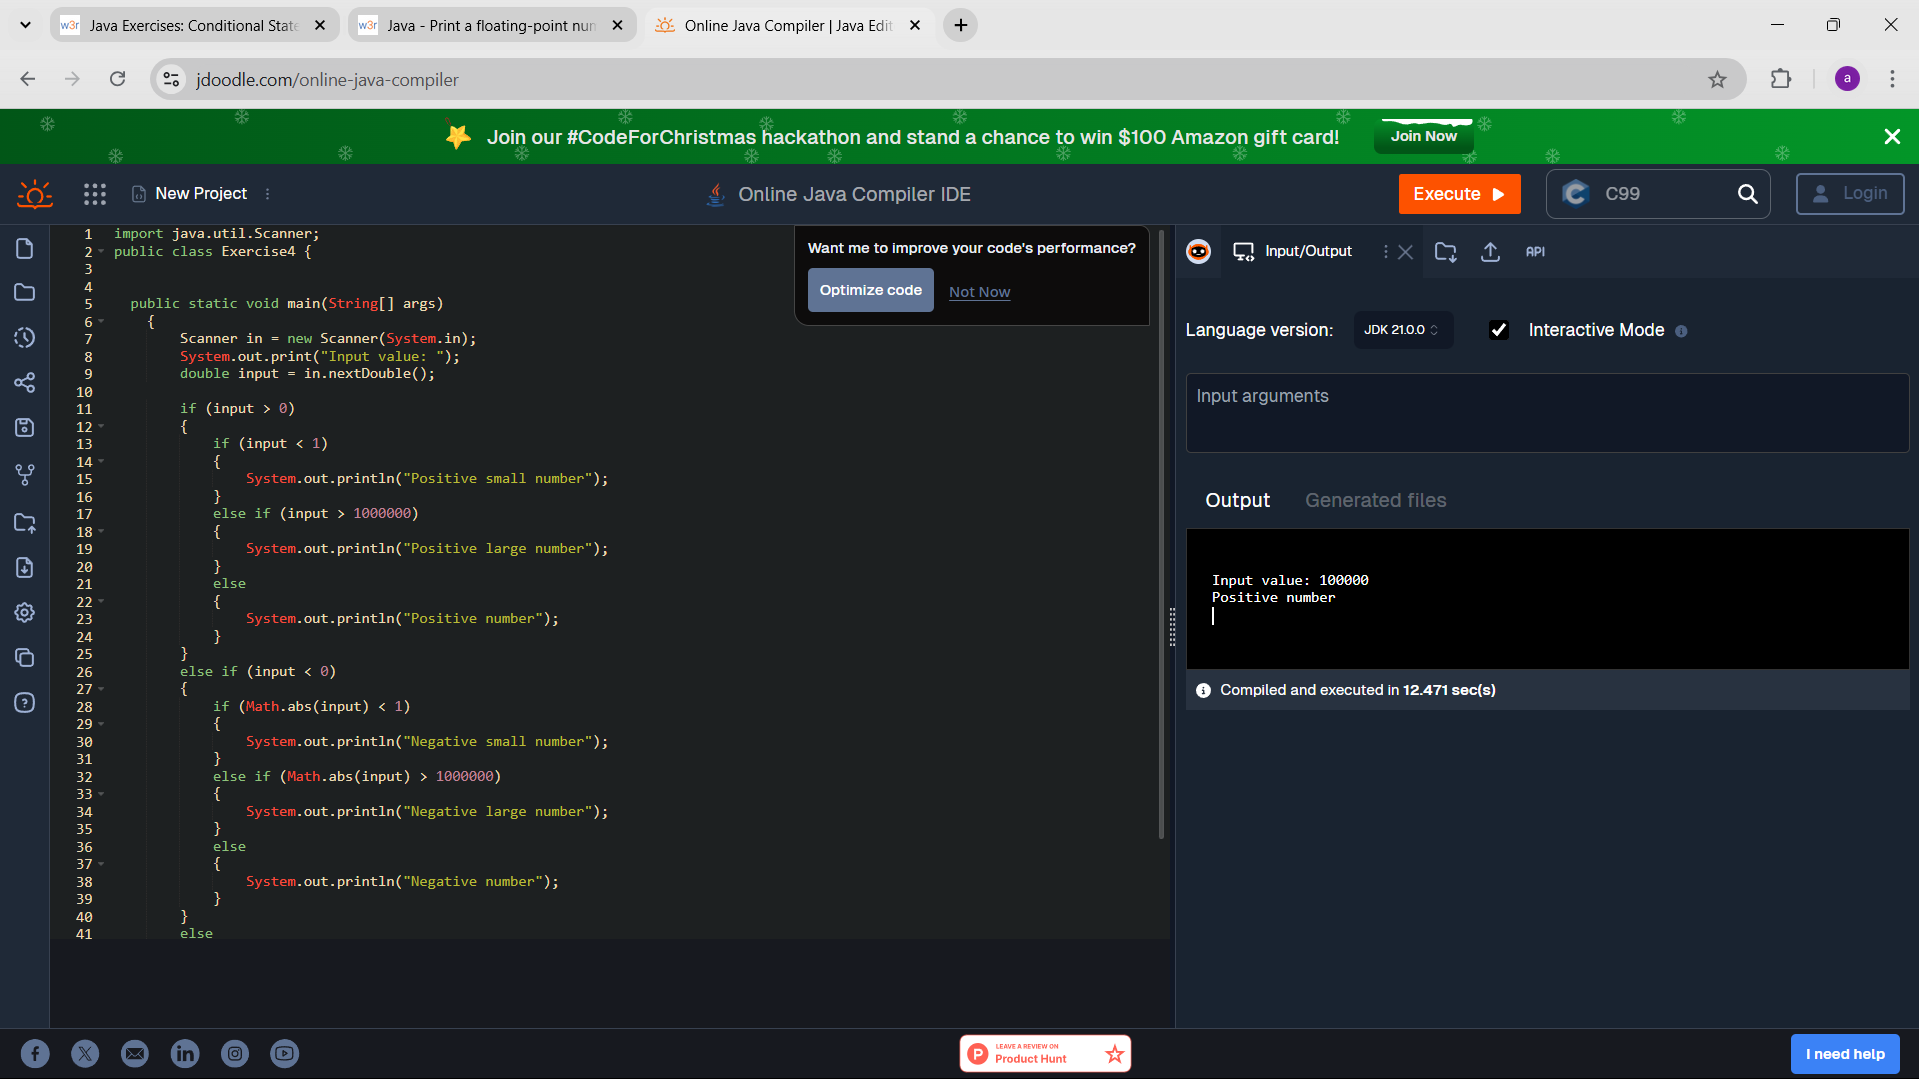 w3r Java Exercises: Conditional State
w3r Java - Print a floating-point num
Online Java Compiler | Java Edit
jdoodle.com/online-java-compiler
a
Join our #CodeForChristmas hackathon and stand a chance to win $100 Amazon gift card!
Join Now
New Project
Online Java Compiler IDE
Execute
C99
Login
1 import java.util.Scanner;
2 public class Exercise4 {
3
4
5 public static void main(String[] args)
6 {
7 Scanner in = new Scanner(System.in);
8 System.out.print("Input value: ");
9 double input = in.nextDouble();
10
11 if (input > 0)
12 {
13 if (input < 1)
14 {
15 System.out.println("Positive small number");
16 }
17 else if (input > 1000000)
18 {
19 System.out.println("Positive large number");
20 }
21 else
22 {
23 System.out.println("Positive number");
24 }
25 }
26 else if (input < 0)
27 {
28 if (Math.abs(input) < 1)
29 {
30 System.out.println("Negative small number");
31 }
32 else if (Math.abs(input) > 1000000)
33 {
34 System.out.println("Negative large number");
35 }
36 else
37 {
38 System.out.println("Negative number");
39 }
40 }
41 else
Want me to improve your code's performance?
Optimize code
Not Now
Input/Output
API
Language version:
JDK 21.0.0
Interactive Mode
Input arguments
Output
Generated files
Input value: 100000
Positive number
Compiled and executed in 12.471 sec(s)
LEAVE A REVIEW ON
P Product Hunt
I need help